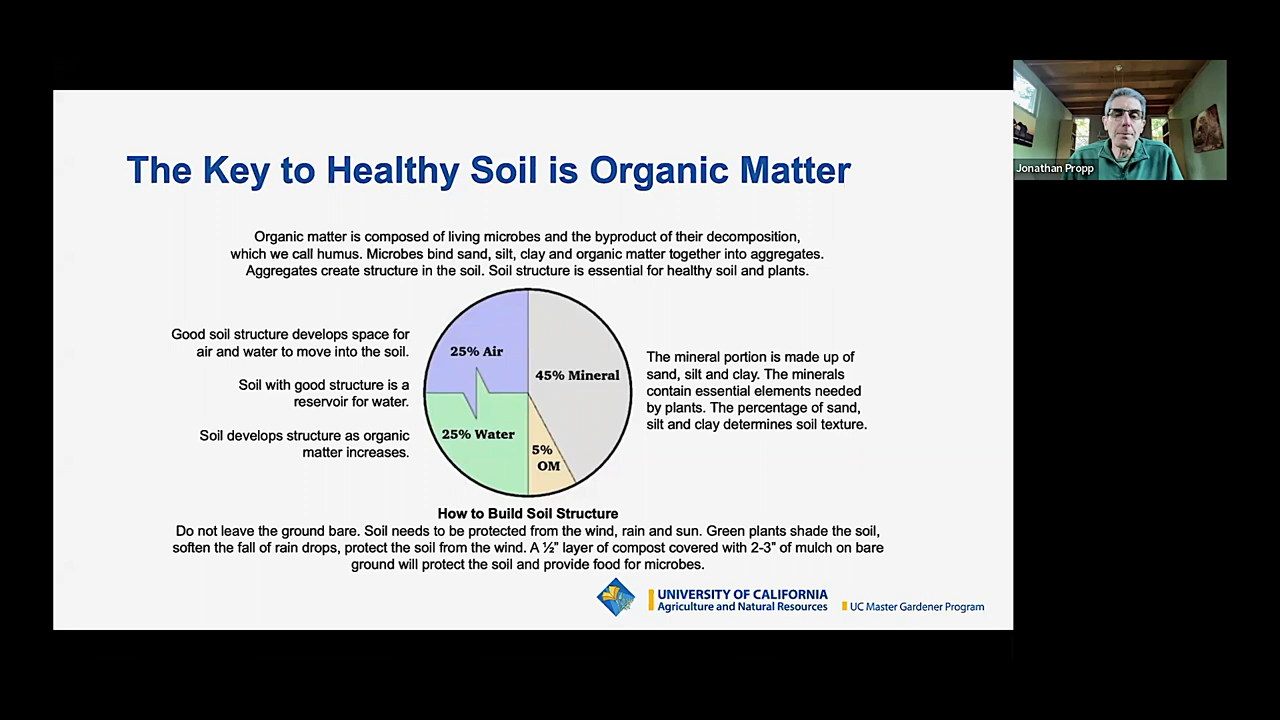 The Key to Healthy Soil is Organic Matter
Organic matter is composed of living microbes and the byproduct of their decomposition,
which we call humus. Microbes bind sand, silt, clay and organic matter together into aggregates.
Aggregates create structure in the soil. Soil structure is essential for healthy soil and plants.
Good soil structure develops space for
air and water to move into the soil.
Soil with good structure is a
reservoir for water.
Soil develops structure as organic
matter increases.
25% Air
45% Mineral
25% Water
5%
OM
The mineral portion is made up of
sand, silt and clay. The minerals
contain essential elements needed
by plants. The percentage of sand,
silt and clay determines soil texture.
How to Build Soil Structure
Do not leave the ground bare. Soil needs to be protected from the wind, rain and sun. Green plants shade the soil,
soften the fall of rain drops, protect the soil from the wind. A ½” layer of compost covered with 2-3” of mulch on bare
ground will protect the soil and provide food for microbes.
UNIVERSITY OF CALIFORNIA
Agriculture and Natural Resources
UC Master Gardener Program
Jonathan Propp